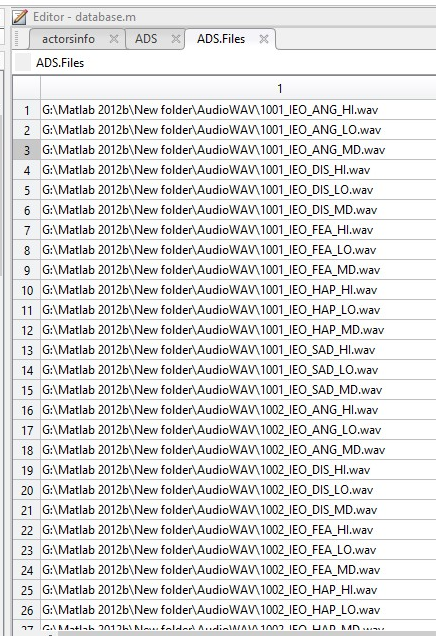 Editor - database.m
actorsinfo ADS ADS.Files
ADS.Files
1
1 G:\Matlab 2012b\New folder\AudioWAV\1001_IEO_ANG_HI.wav
2 G:\Matlab 2012b\New folder\AudioWAV\1001_IEO_ANG_LO.wav
3 G:\Matlab 2012b\New folder\AudioWAV\1001_IEO_ANG_MD.wav
4 G:\Matlab 2012b\New folder\AudioWAV\1001_IEO_DIS_HI.wav
5 G:\Matlab 2012b\New folder\AudioWAV\1001_IEO_DIS_LO.wav
6 G:\Matlab 2012b\New folder\AudioWAV\1001_IEO_DIS_MD.wav
7 G:\Matlab 2012b\New folder\AudioWAV\1001_IEO_FEA_HI.wav
8 G:\Matlab 2012b\New folder\AudioWAV\1001_IEO_FEA_LO.wav
9 G:\Matlab 2012b\New folder\AudioWAV\1001_IEO_FEA_MD.wav
10 G:\Matlab 2012b\New folder\AudioWAV\1001_IEO_HAP_HI.wav
11 G:\Matlab 2012b\New folder\AudioWAV\1001_IEO_HAP_LO.wav
12 G:\Matlab 2012b\New folder\AudioWAV\1001_IEO_HAP_MD.wav
13 G:\Matlab 2012b\New folder\AudioWAV\1001_IEO_SAD_HI.wav
14 G:\Matlab 2012b\New folder\AudioWAV\1001_IEO_SAD_LO.wav
15 G:\Matlab 2012b\New folder\AudioWAV\1001_IEO_SAD_MD.wav
16 G:\Matlab 2012b\New folder\AudioWAV\1002_IEO_ANG_HI.wav
17 G:\Matlab 2012b\New folder\AudioWAV\1002_IEO_ANG_LO.wav
18 G:\Matlab 2012b\New folder\AudioWAV\1002_IEO_ANG_MD.wav
19 G:\Matlab 2012b\New folder\AudioWAV\1002_IEO_DIS_HI.wav
20 G:\Matlab 2012b\New folder\AudioWAV\1002_IEO_DIS_LO.wav
21 G:\Matlab 2012b\New folder\AudioWAV\1002_IEO_DIS_MD.wav
22 G:\Matlab 2012b\New folder\AudioWAV\1002_IEO_FEA_HI.wav
23 G:\Matlab 2012b\New folder\AudioWAV\1002_IEO_FEA_LO.wav
24 G:\Matlab 2012b\New folder\AudioWAV\1002_IEO_FEA_MD.wav
25 G:\Matlab 2012b\New folder\AudioWAV\1002_IEO_HAP_HI.wav
26 G:\Matlab 2012b\New folder\AudioWAV\1002_IEO_HAP_LO.wav
27 G:\Matlab 2012b\New folder\AudioWAV\1002_IEO_HAP_MD.wav